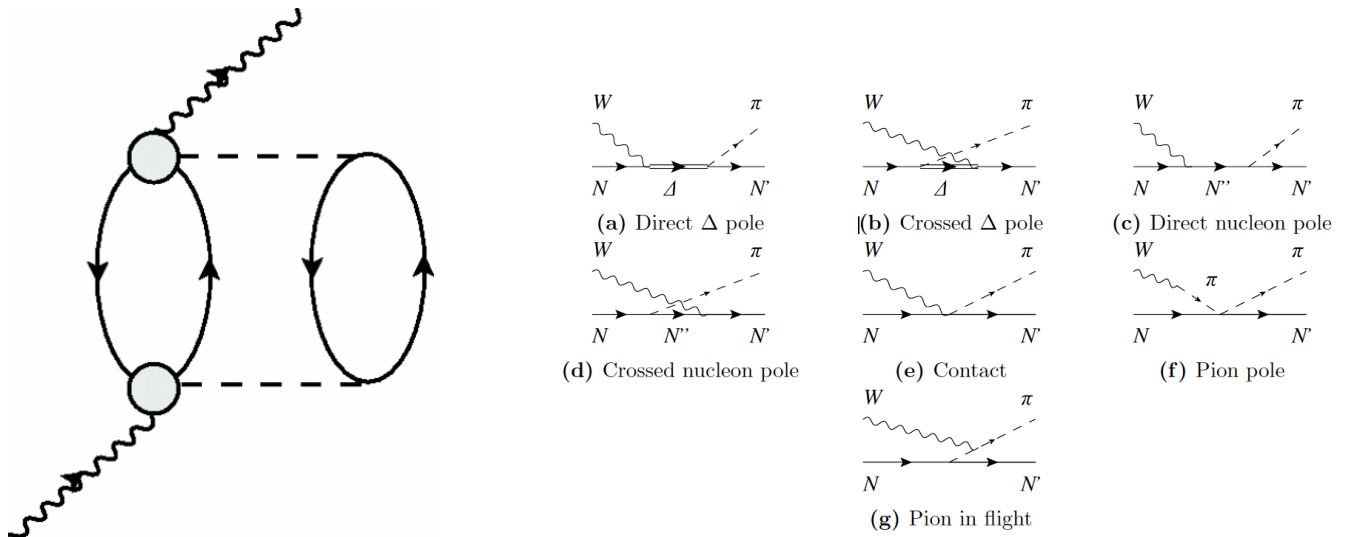 W π W π W π
N Δ N' N Δ N' N N'' N'
(a) Direct Δ pole (b) Crossed Δ pole (c) Direct nucleon pole
W π W π W π π
N N'' N' N N' N N'
(d) Crossed nucleon pole (e) Contact (f) Pion pole
W π
N N'
(g) Pion in flight